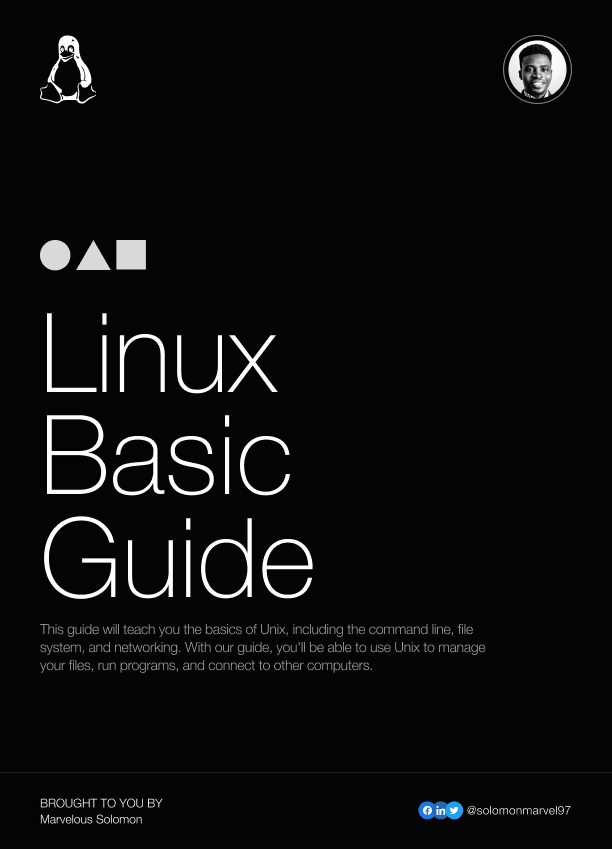 Linux
Basic
Guide
This guide will teach you the basics of Unix, including the command line, file
system, and networking. With our guide, you'll be able to use Unix to manage
your files, run programs, and connect to other computers.
BROUGHT TO YOU BY
Marvelous Solomon
@solomonmarvel97